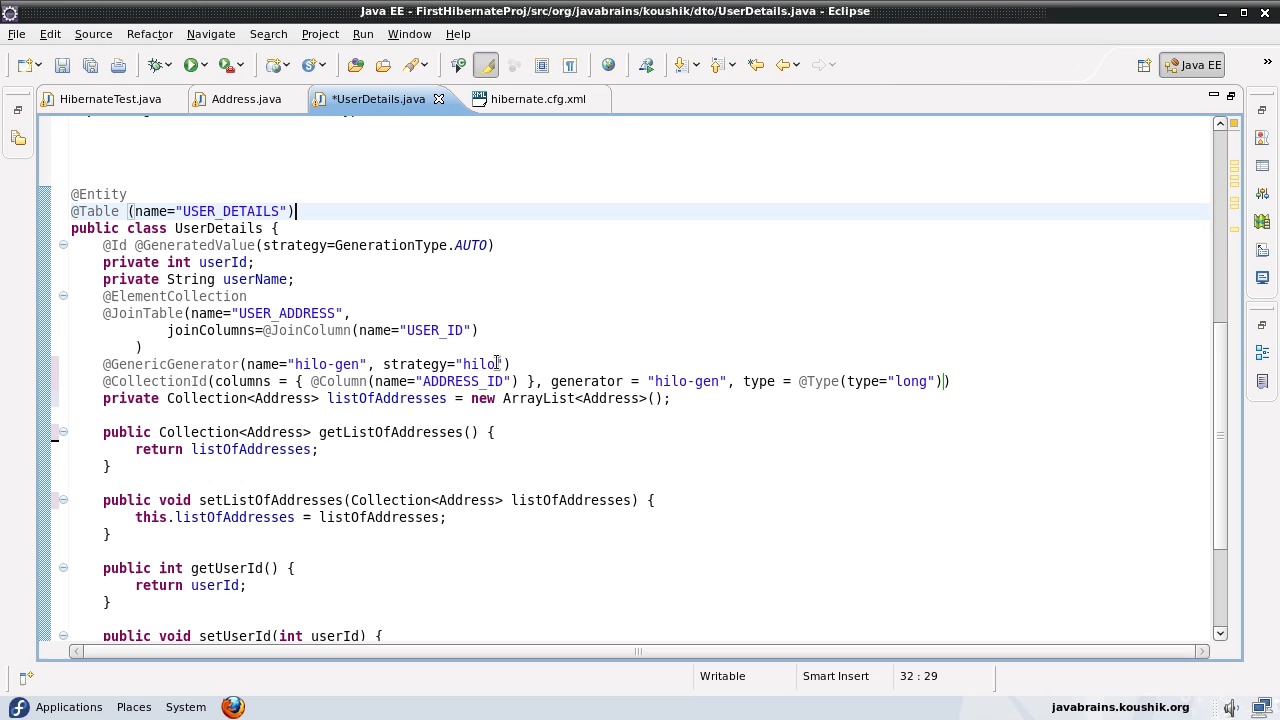 Java EE - FirstHibernateProj/src/org/javabrains/koushik/dto/UserDetails.java - Eclipse
File Edit Source Refactor Navigate Search Project Run Window Help
Java EE
HibernateTest.java Address.java *UserDetails.java hibernate.cfg.xml
@Entity
@Table (name="USER_DETAILS")
public class UserDetails {
@Id @GeneratedValue(strategy=GenerationType.AUTO)
private int userId;
private String userName;
@ElementCollection
@JoinTable(name="USER_ADDRESS",
joinColumns=@JoinColumn(name="USER_ID")
)
@GenericGenerator(name="hilo-gen", strategy="hilo")
@CollectionId(columns = { @Column(name="ADDRESS_ID") }, generator = "hilo-gen", type = @Type(type="long"))
private Collection<Address> listOfAddresses = new ArrayList<Address>();
public Collection<Address> getListOfAddresses() {
return listOfAddresses;
}
public void setListOfAddresses(Collection<Address> listOfAddresses) {
this.listOfAddresses = listOfAddresses;
}
public int getUserId() {
return userId;
}
public void setUserId(int userId) {
Writable Smart Insert 32 : 29
Applications Places System javabrains.koushik.org